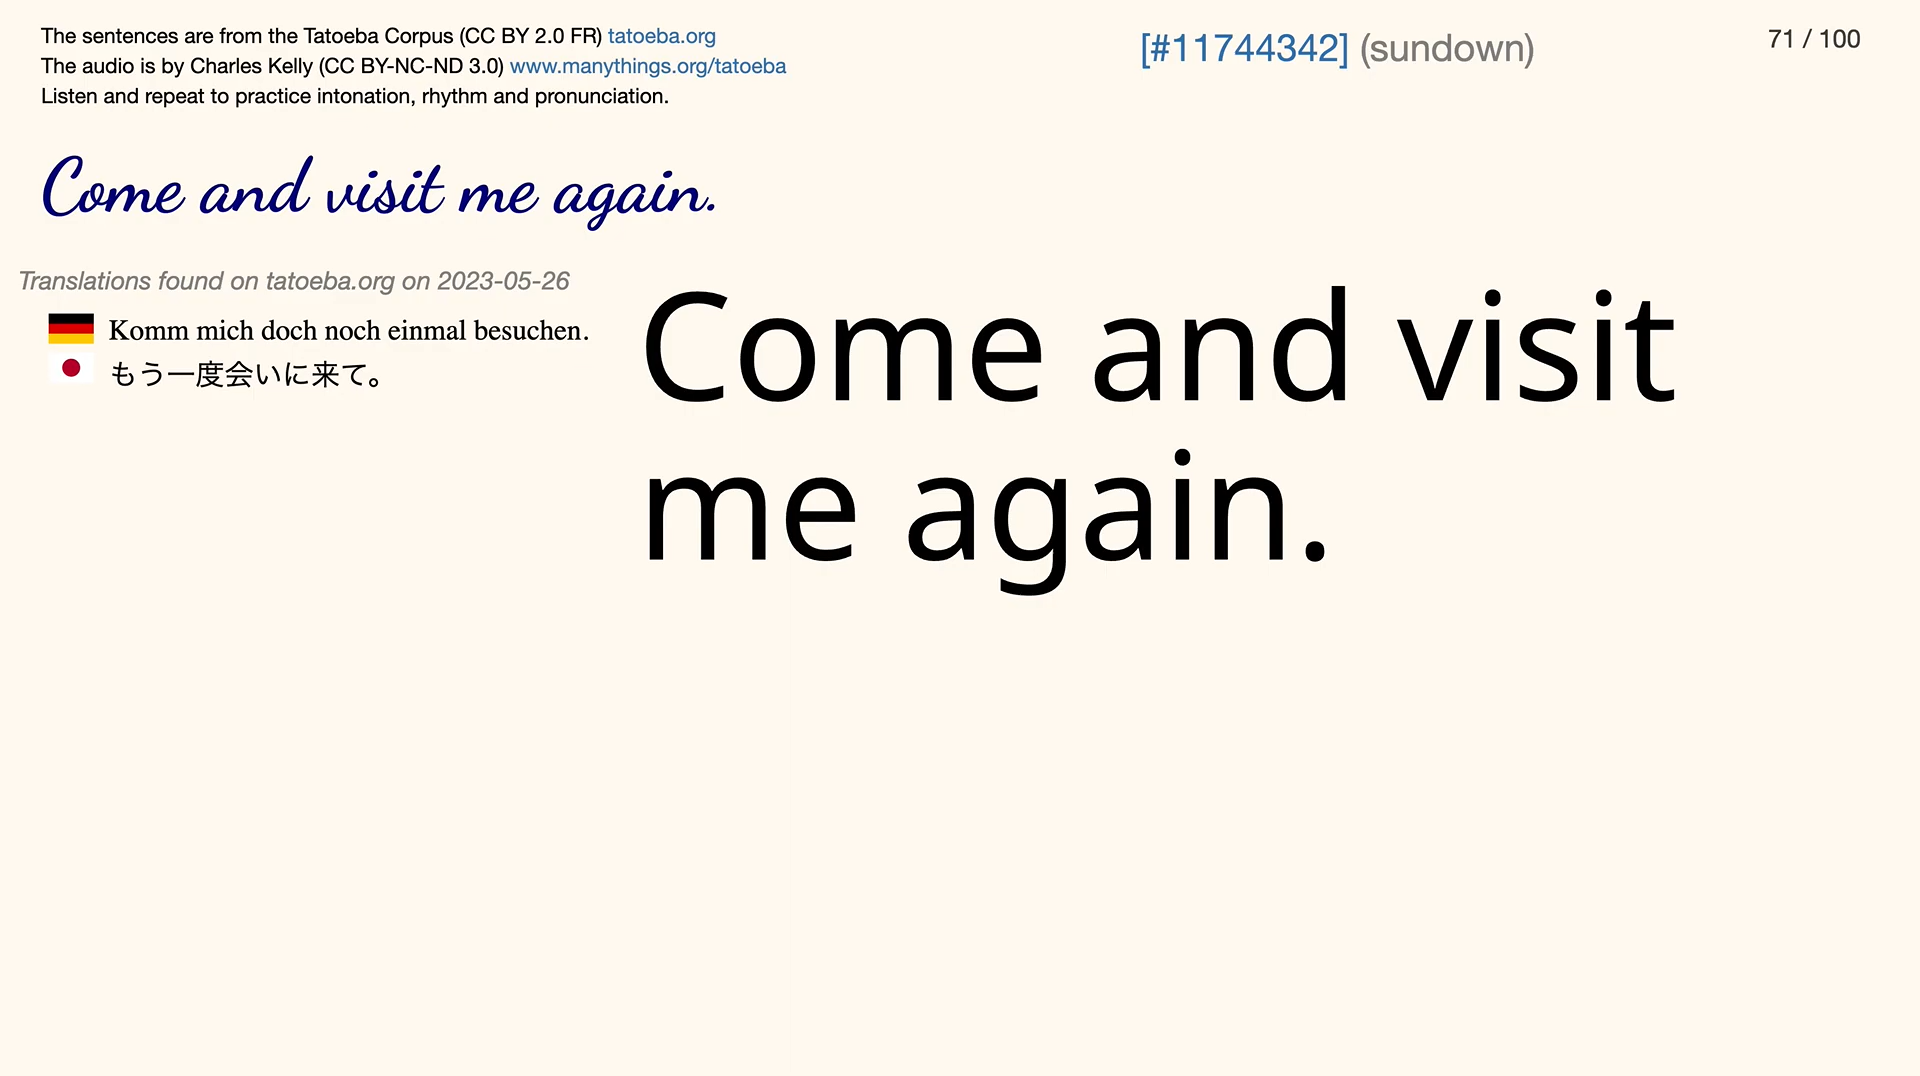 The sentences are from the Tatoeba Corpus (CC BY 2.0 FR) tatoeba.org
The audio is by Charles Kelly (CC BY-NC-ND 3.0) www.manythings.org/tatoeba
Listen and repeat to practice intonation, rhythm and pronunciation.
[#11744342] (sundown)
71 / 100
Come and visit me again.
Translations found on tatoeba.org on 2023-05-26
Komm mich doch noch einmal besuchen.
もう一度会いに来て。
Come and visit
me again.